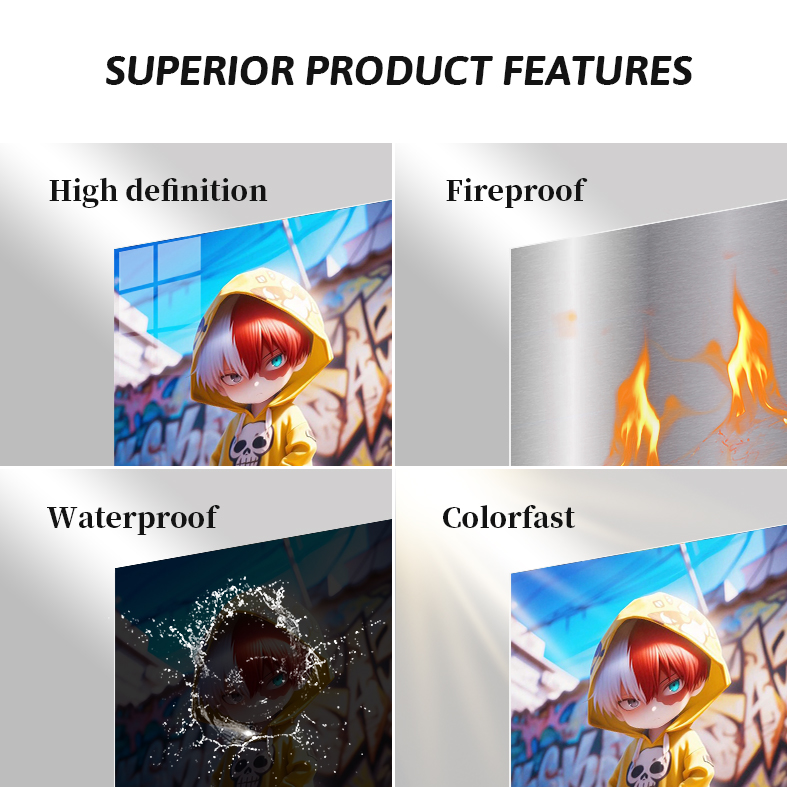 SUPERIOR PRODUCT FEATURES
High definition
Fireproof
Waterproof
Colorfast